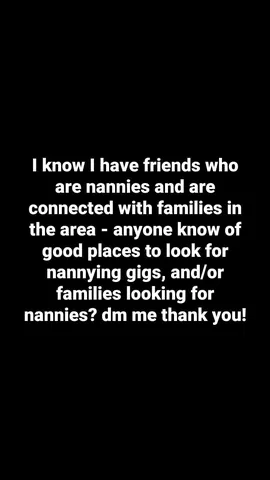 I know I have friends who
are nannies and are
connected with families in
the area - anyone know of
good places to look for
nannying gigs, and/or
families looking for
nannies? dm me thank you!